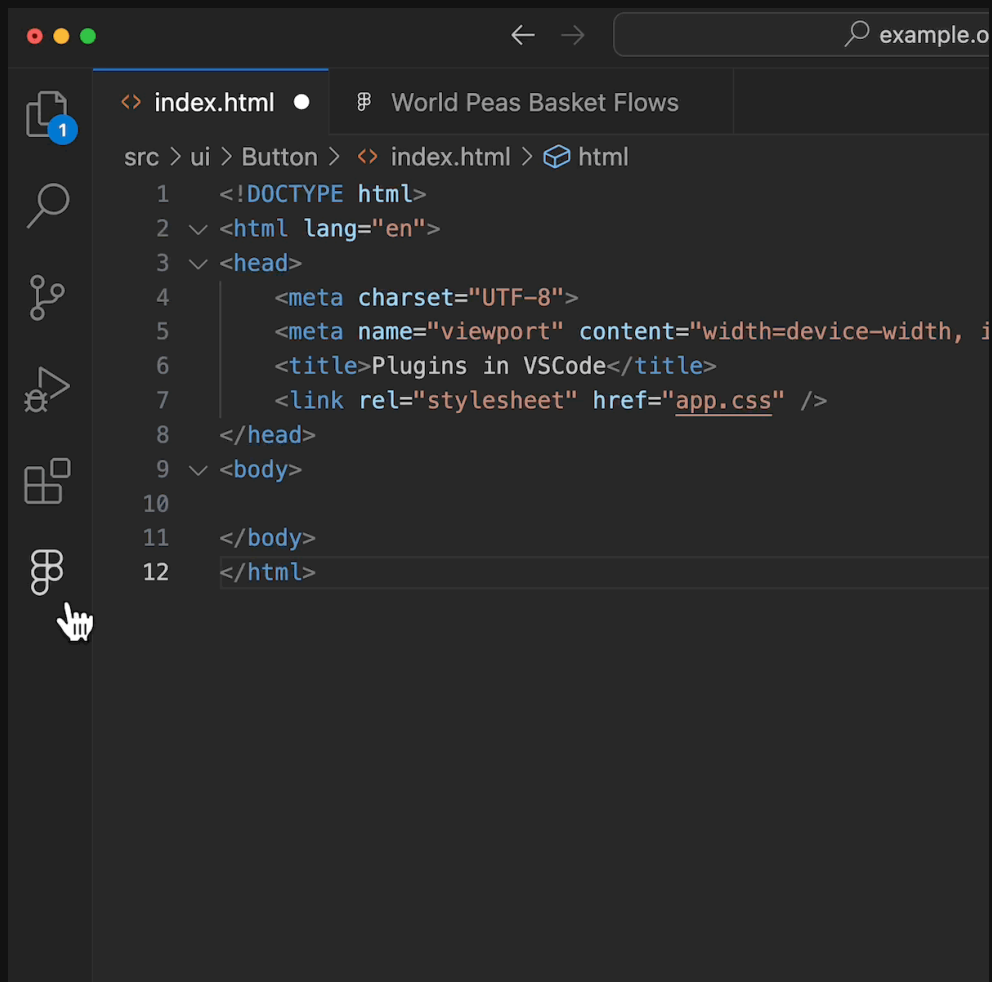 example.o
index.html
World Peas Basket Flows
1
src > ui > Button > <> index.html > html
1 <!DOCTYPE html>
2 <html lang="en">
3 <head>
4     <meta charset="UTF-8">
5     <meta name="viewport" content="width=device-width, i
6     <title>Plugins in VSCode</title>
7     <link rel="stylesheet" href="app.css" />
8 </head>
9 <body>
10
11 </body>
12 </html>